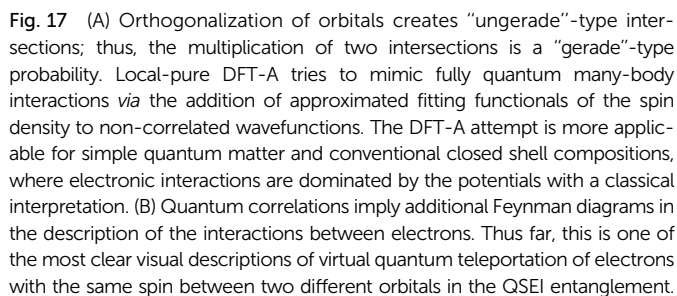 Fig. 17 (A) Orthogonalization of orbitals creates “ungerade”-type inter-
sections; thus, the multiplication of two intersections is a “gerade”-type
probability. Local-pure DFT-A tries to mimic fully quantum many-body
interactions via the addition of approximated fitting functionals of the spin
density to non-correlated wavefunctions. The DFT-A attempt is more applic-
able for simple quantum matter and conventional closed shell compositions,
where electronic interactions are dominated by the potentials with a classical
interpretation. (B) Quantum correlations imply additional Feynman diagrams in
the description of the interactions between electrons. Thus far, this is one of
the most clear visual descriptions of virtual quantum teleportation of electrons
with the same spin between two different orbitals in the QSEI entanglement.